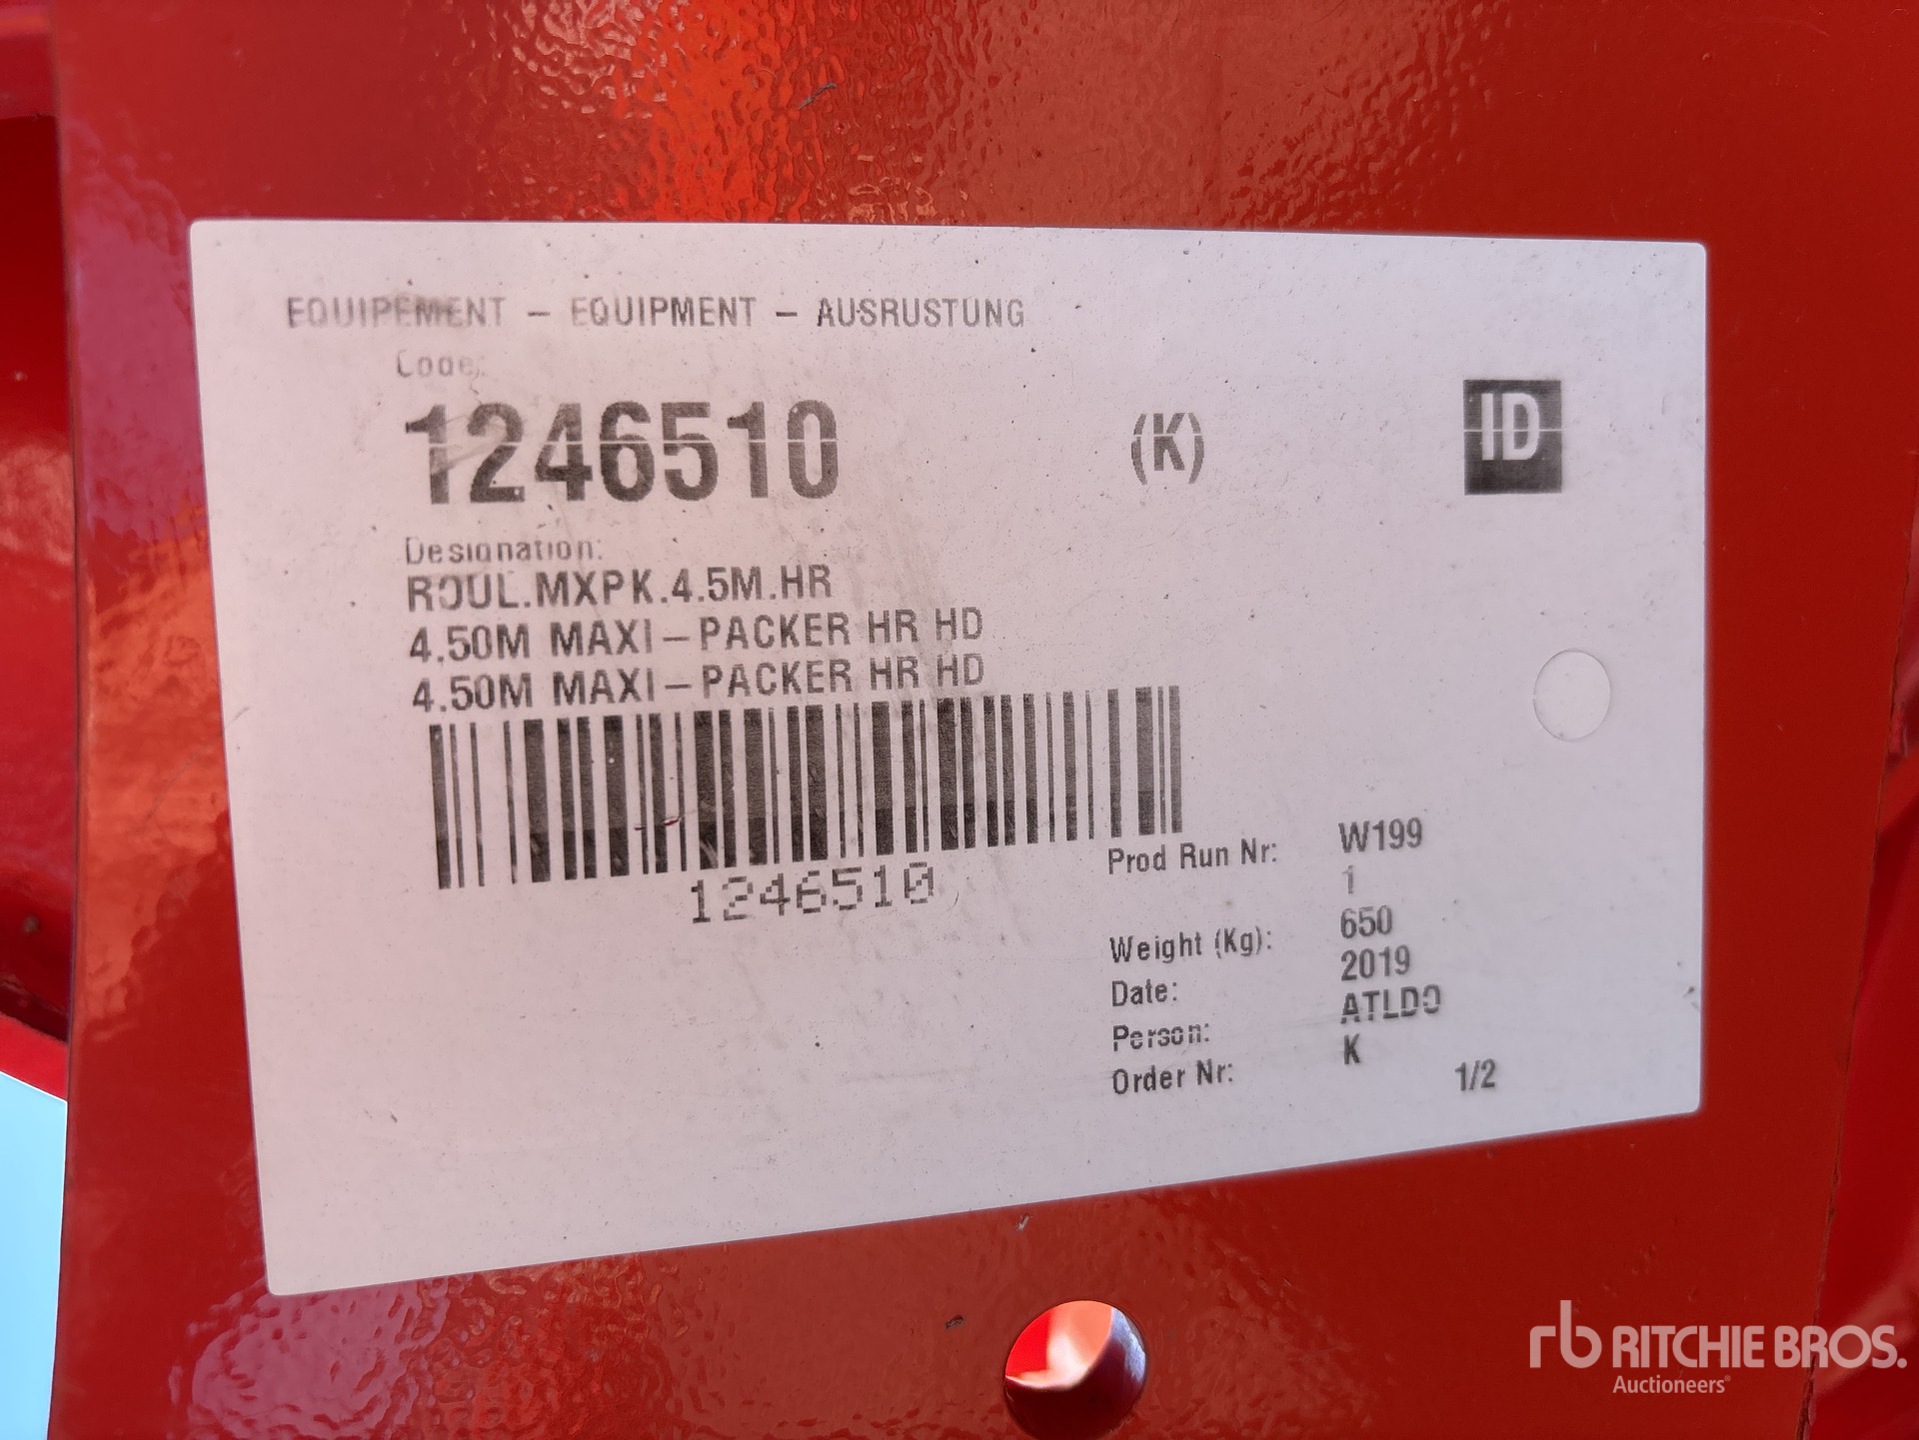 EQUIPEMENT - EQUIPMENT - AUSRUSTUNG
Code:
1246510 (K) ID
Designation:
ROUL.MXPK.4.5M.HR
4.50M MAXI-PACKER HR HD
4.50M MAXI-PACKER HR HD
1246510
Prod Run Nr: W199
1
Weight (Kg): 650
Date: 2019
Person: ATLDO
Order Nr: K
1/2
rb RITCHIE BROS.
Auctioneers